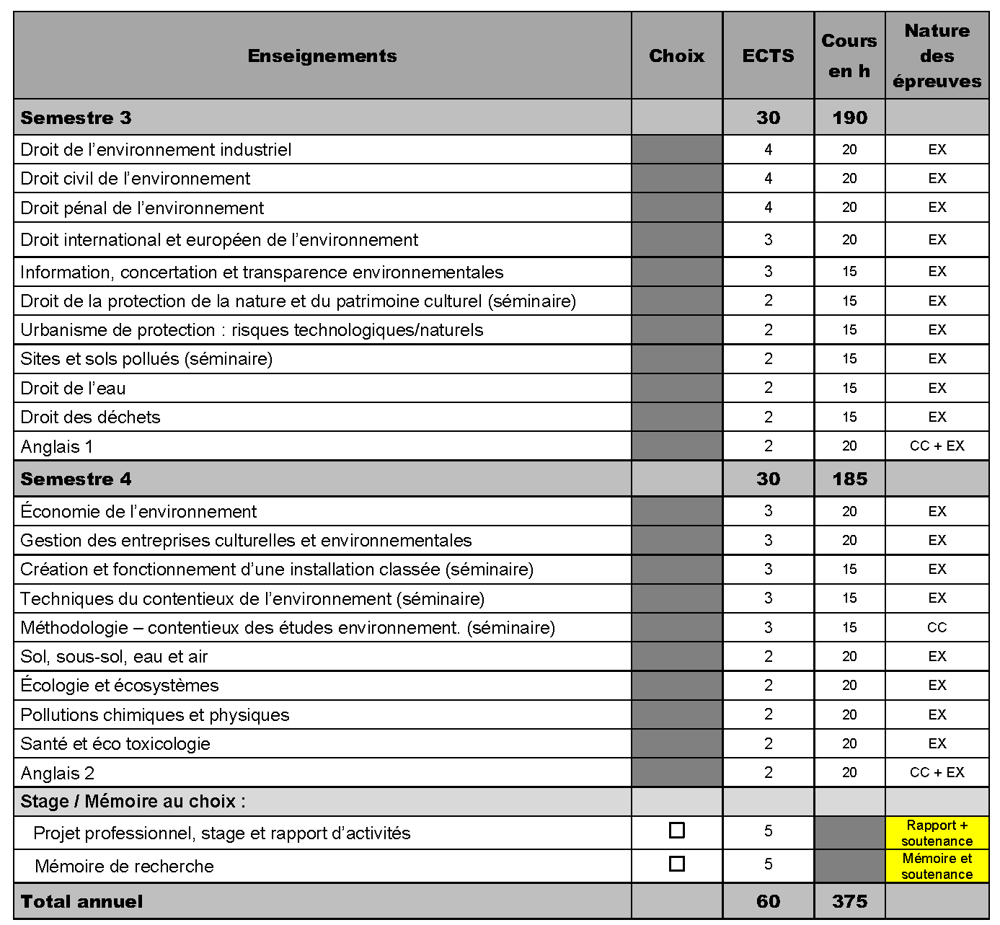 Enseignements Choix ECTS Cours en h Nature des épreuves
Semestre 3 30 190
Droit de l’environnement industriel 4 20 EX
Droit civil de l’environnement 4 20 EX
Droit pénal de l’environnement 4 20 EX
Droit international et européen de l’environnement 3 20 EX
Information, concertation et transparence environnementales 3 15 EX
Droit de la protection de la nature et du patrimoine culturel (séminaire) 2 15 EX
Urbanisme de protection : risques technologiques/naturels 2 15 EX
Sites et sols pollués (séminaire) 2 15 EX
Droit de l’eau 2 15 EX
Droit des déchets 2 15 EX
Anglais 1 2 20 CC + EX
Semestre 4 30 185
Économie de l’environnement 3 20 EX
Gestion des entreprises culturelles et environnementales 3 20 EX
Création et fonctionnement d’une installation classée (séminaire) 3 15 EX
Techniques du contentieux de l’environnement (séminaire) 3 15 EX
Méthodologie – contentieux des études environnement. (séminaire) 3 15 CC
Sol, sous-sol, eau et air 2 20 EX
Écologie et écosystèmes 2 20 EX
Pollutions chimiques et physiques 2 20 EX
Santé et éco toxicologie 2 20 EX
Anglais 2 2 20 CC + EX
Stage / Mémoire au choix :
Projet professionnel, stage et rapport d’activités 5 Rapport + soutenance
Mémoire de recherche 5 Mémoire et soutenance
Total annuel 60 375